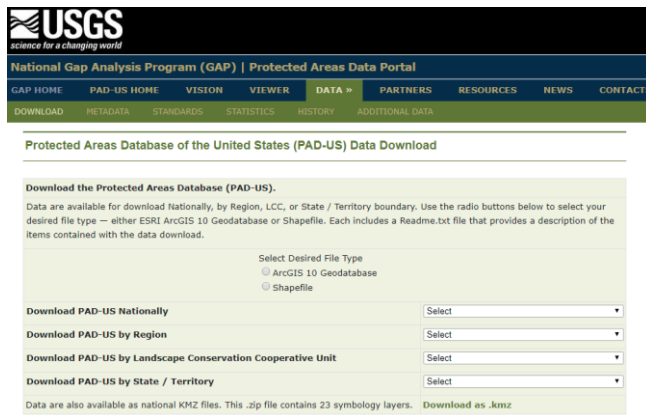 USGS
science for a changing world
National Gap Analysis Program (GAP) | Protected Areas Data Portal
GAP HOME PAD-US HOME VISION VIEWER DATA » PARTNERS RESOURCES NEWS CONTACT
DOWNLOAD METADATA STANDARDS STATISTICS HISTORY ADDITIONAL DATA
Protected Areas Database of the United States (PAD-US) Data Download
Download the Protected Areas Database (PAD-US).
Data are available for download Nationally, by Region, LCC, or State / Territory boundary. Use the radio buttons below to select your
desired file type — either ESRI ArcGIS 10 Geodatabase or Shapefile. Each includes a Readme.txt file that provides a description of the
items contained with the data download.
Select Desired File Type
ArcGIS 10 Geodatabase
Shapefile
Download PAD-US Nationally Select
Download PAD-US by Region Select
Download PAD-US by Landscape Conservation Cooperative Unit Select
Download PAD-US by State / Territory Select
Data are also available as national KMZ files. This .zip file contains 23 symbology layers. Download as .kmz